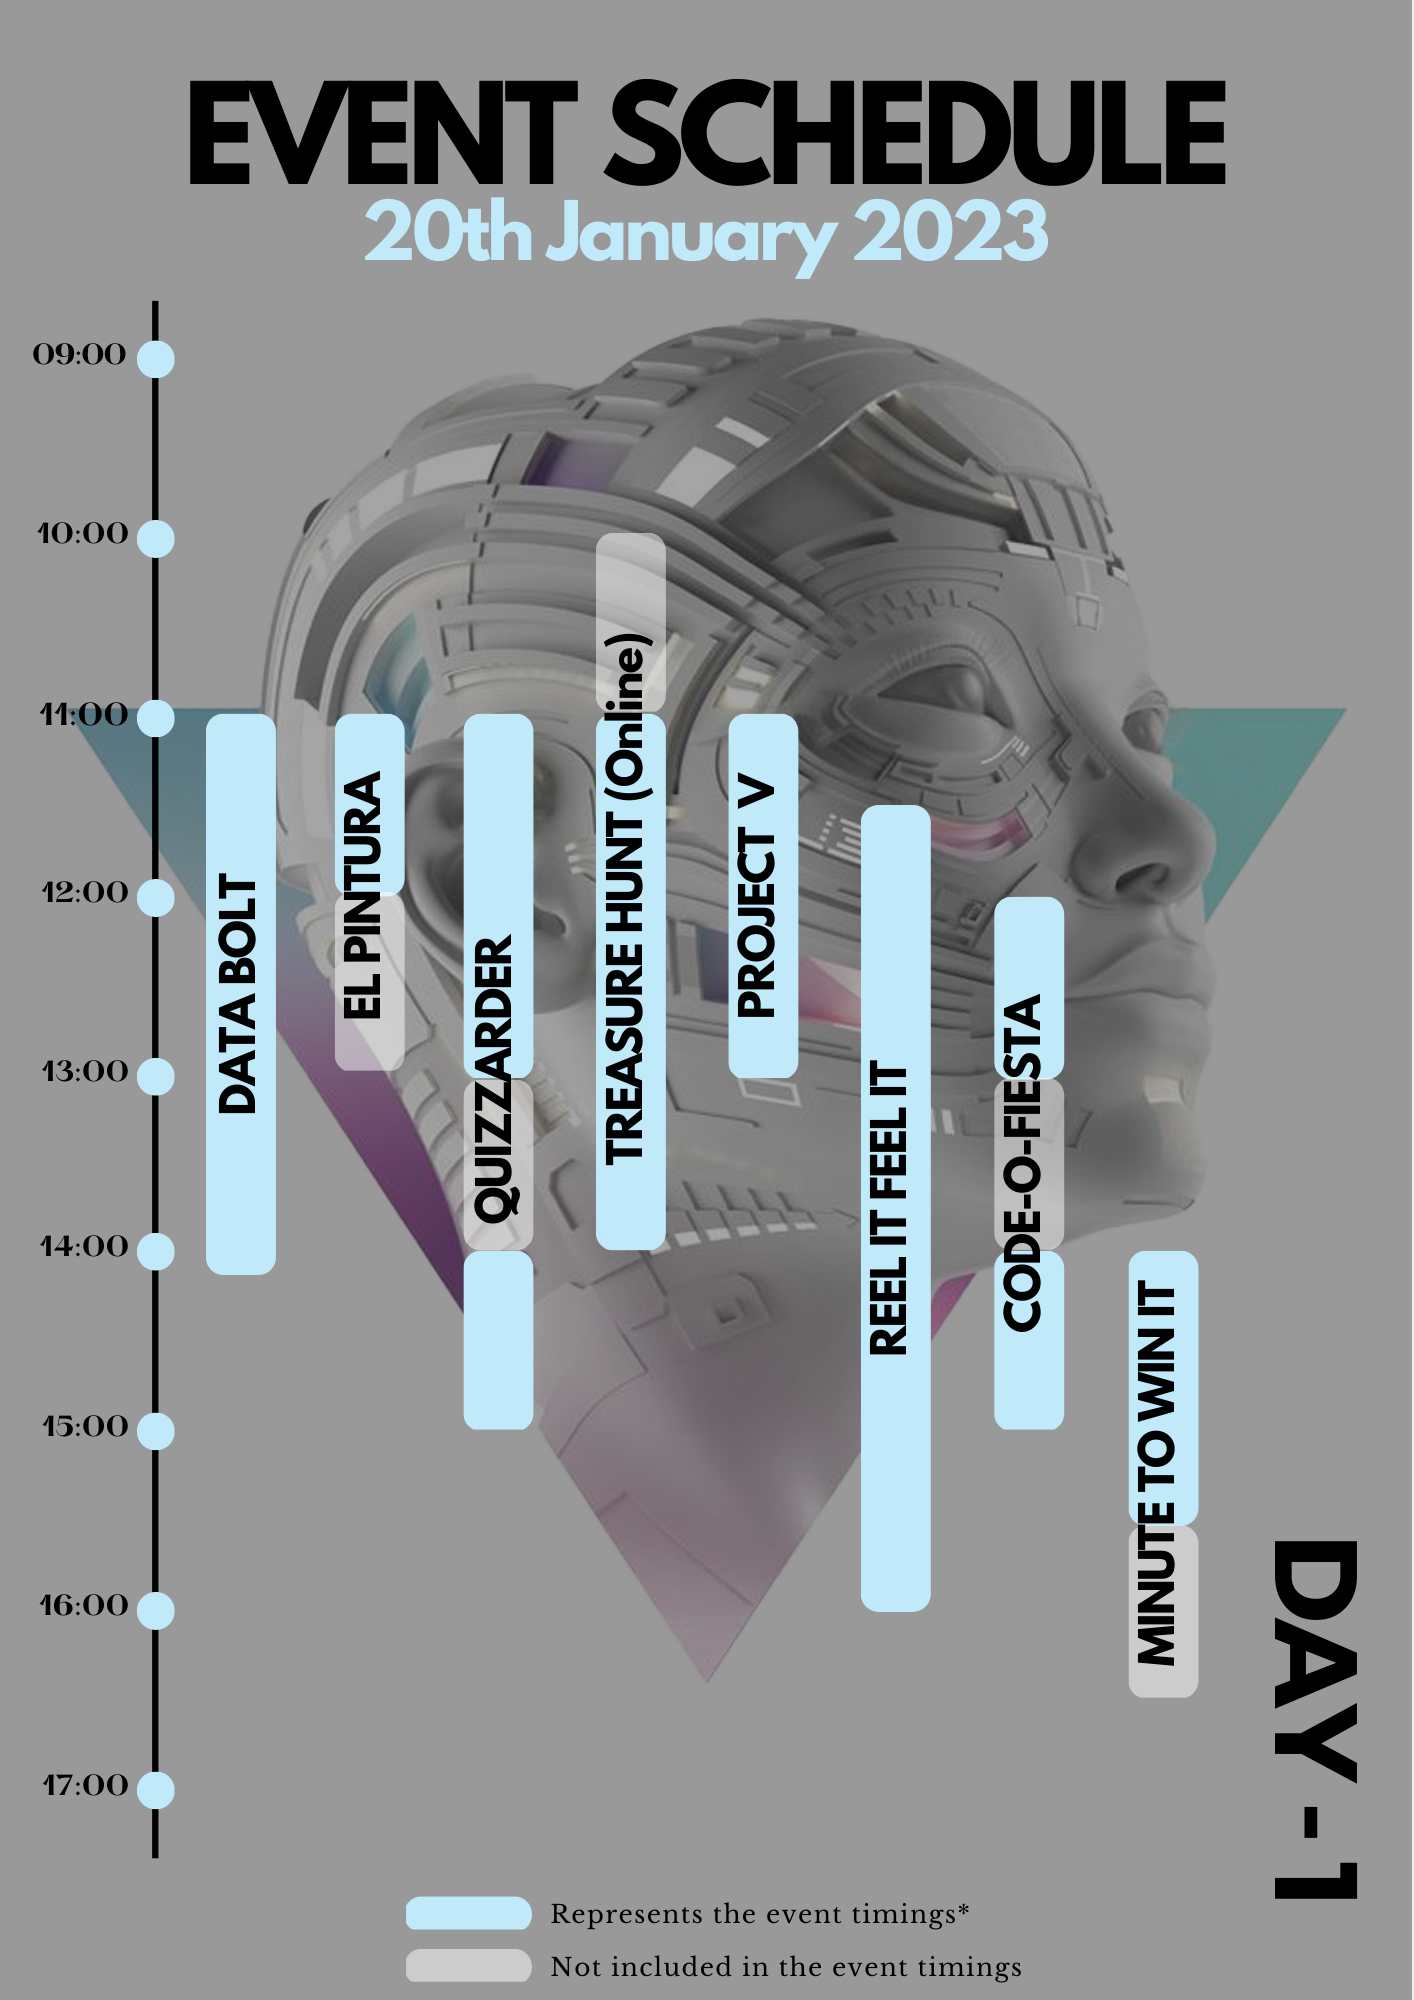 EVENT SCHEDULE
20th January 2023
09:00
10:00
11:00
12:00
13:00
14:00
15:00
16:00
17:00
DATA BOLT
EL PINTURA
QUIZZARDER
TREASURE HUNT (Online)
PROJECT V
REEL IT FEEL IT
CODE-O-FIESTA
MINUTE TO WIN IT
DAY - 1
Represents the event timings*
Not included in the event timings